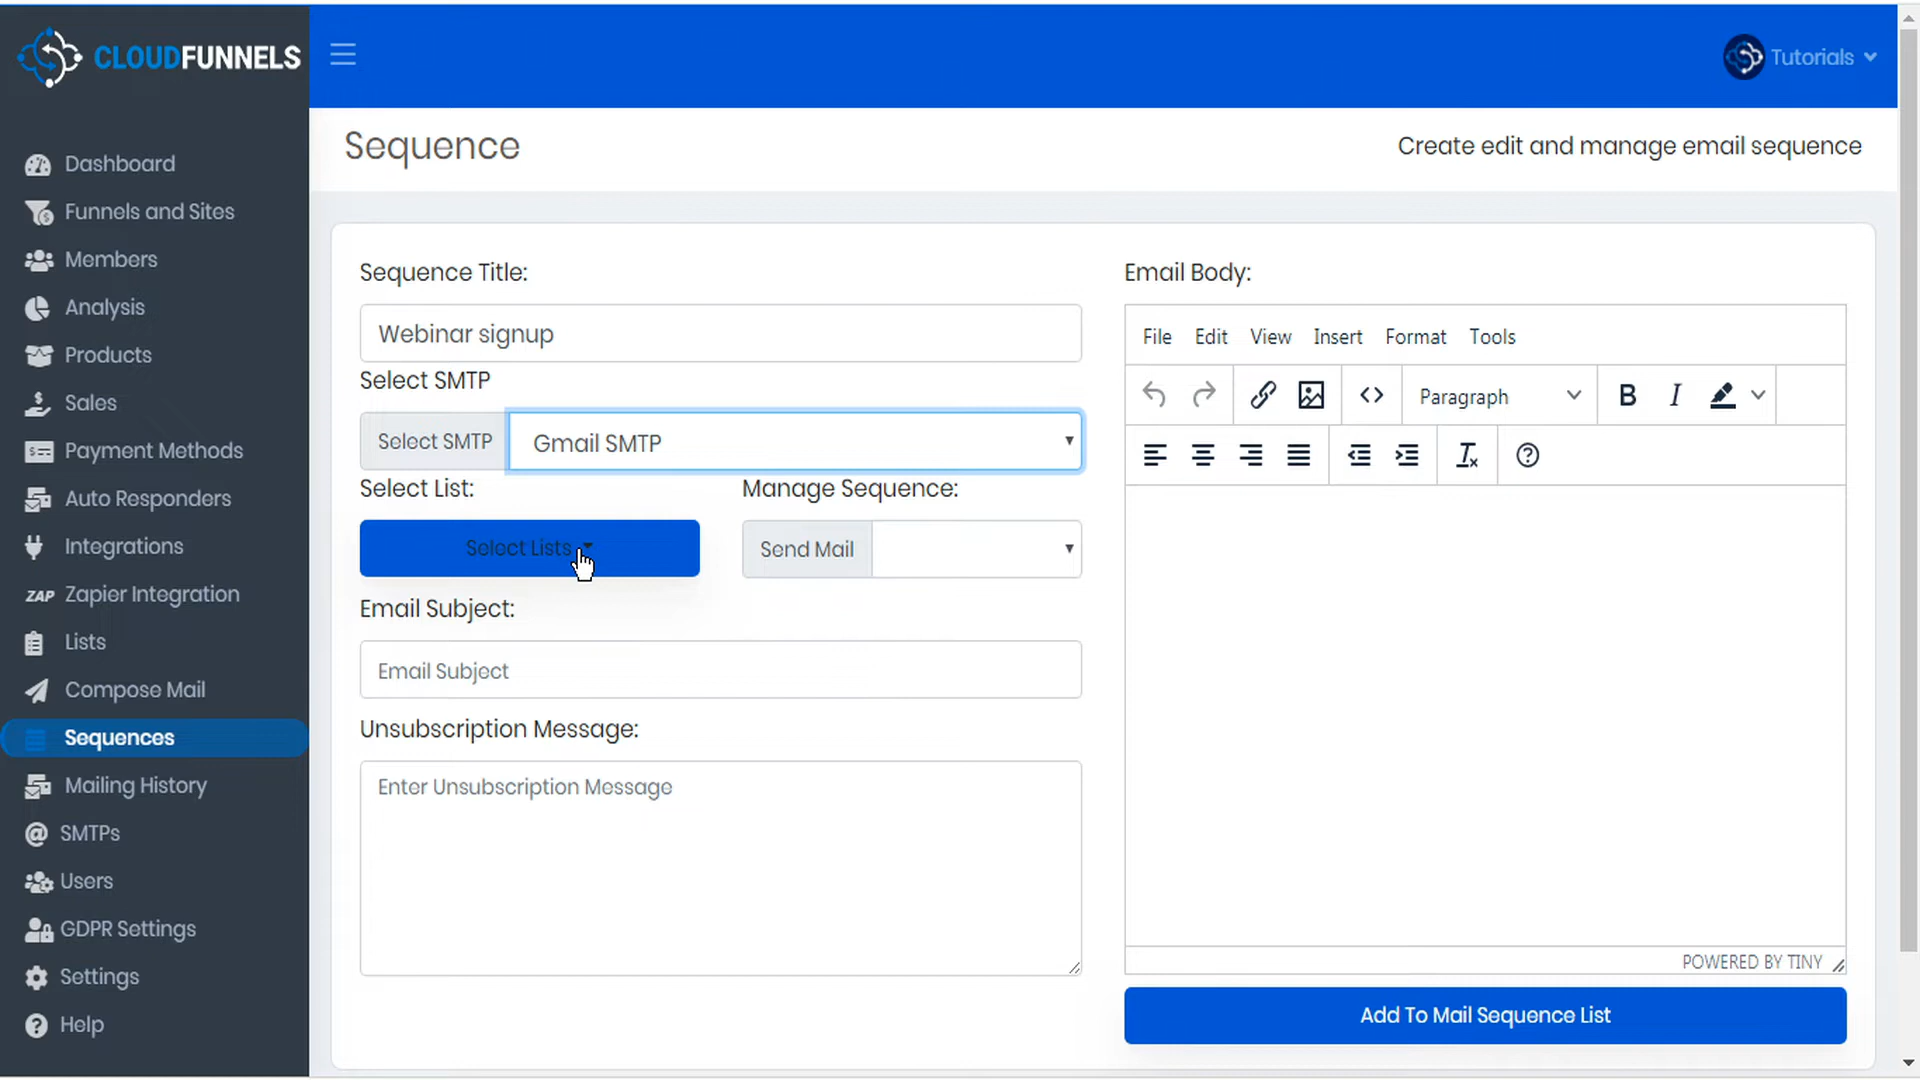 CLOUDFUNNELS
Tutorials
Dashboard
Funnels and Sites
Members
Analysis
Products
Sales
Payment Methods
Auto Responders
Integrations
ZAP Zapier Integration
Lists
Compose Mail
Sequences
Mailing History
SMTPs
Users
GDPR Settings
Settings
Help
Sequence
Create edit and manage email sequence
Sequence Title:
Webinar signup
Select SMTP
Select SMTP Gmail SMTP
Select List:
Manage Sequence:
Select Lists
Send Mail
Email Subject:
Email Subject
Unsubscription Message:
Enter Unsubscription Message
Email Body:
File Edit View Insert Format Tools
Paragraph B I
POWERED BY TINY
Add To Mail Sequence List